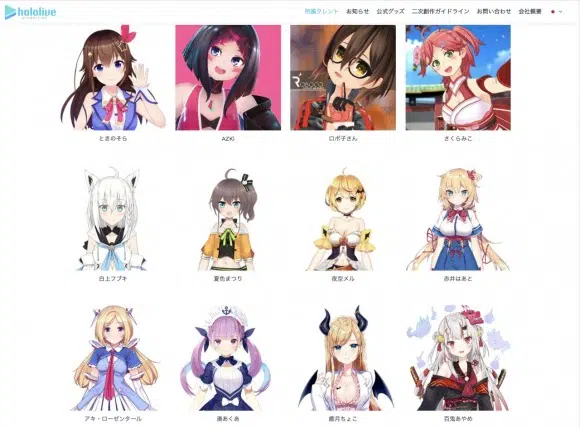 hololive
所属タレント お知らせ 公式グッズ 二次創作ガイドライン お問い合わせ 会社概要
ときのそら AZKi ロボ子さん さくらみこ
白上フブキ 夏色まつり 夜空メル 赤井はあと
アキ・ローゼンタール 湊あくあ 癒月ちょこ 百鬼あやめ